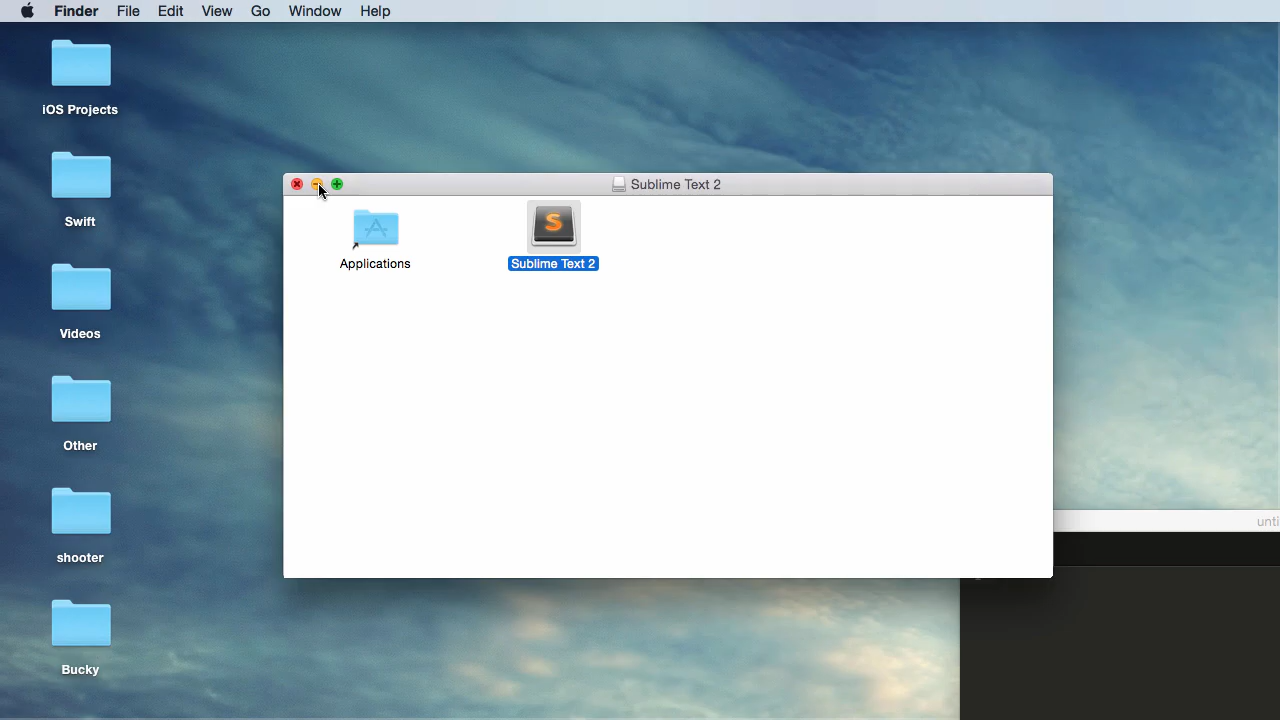 Finder File Edit View Go Window Help
iOS Projects
Swift
Videos
Other
shooter
Bucky
Sublime Text 2
Applications
Sublime Text 2
unti